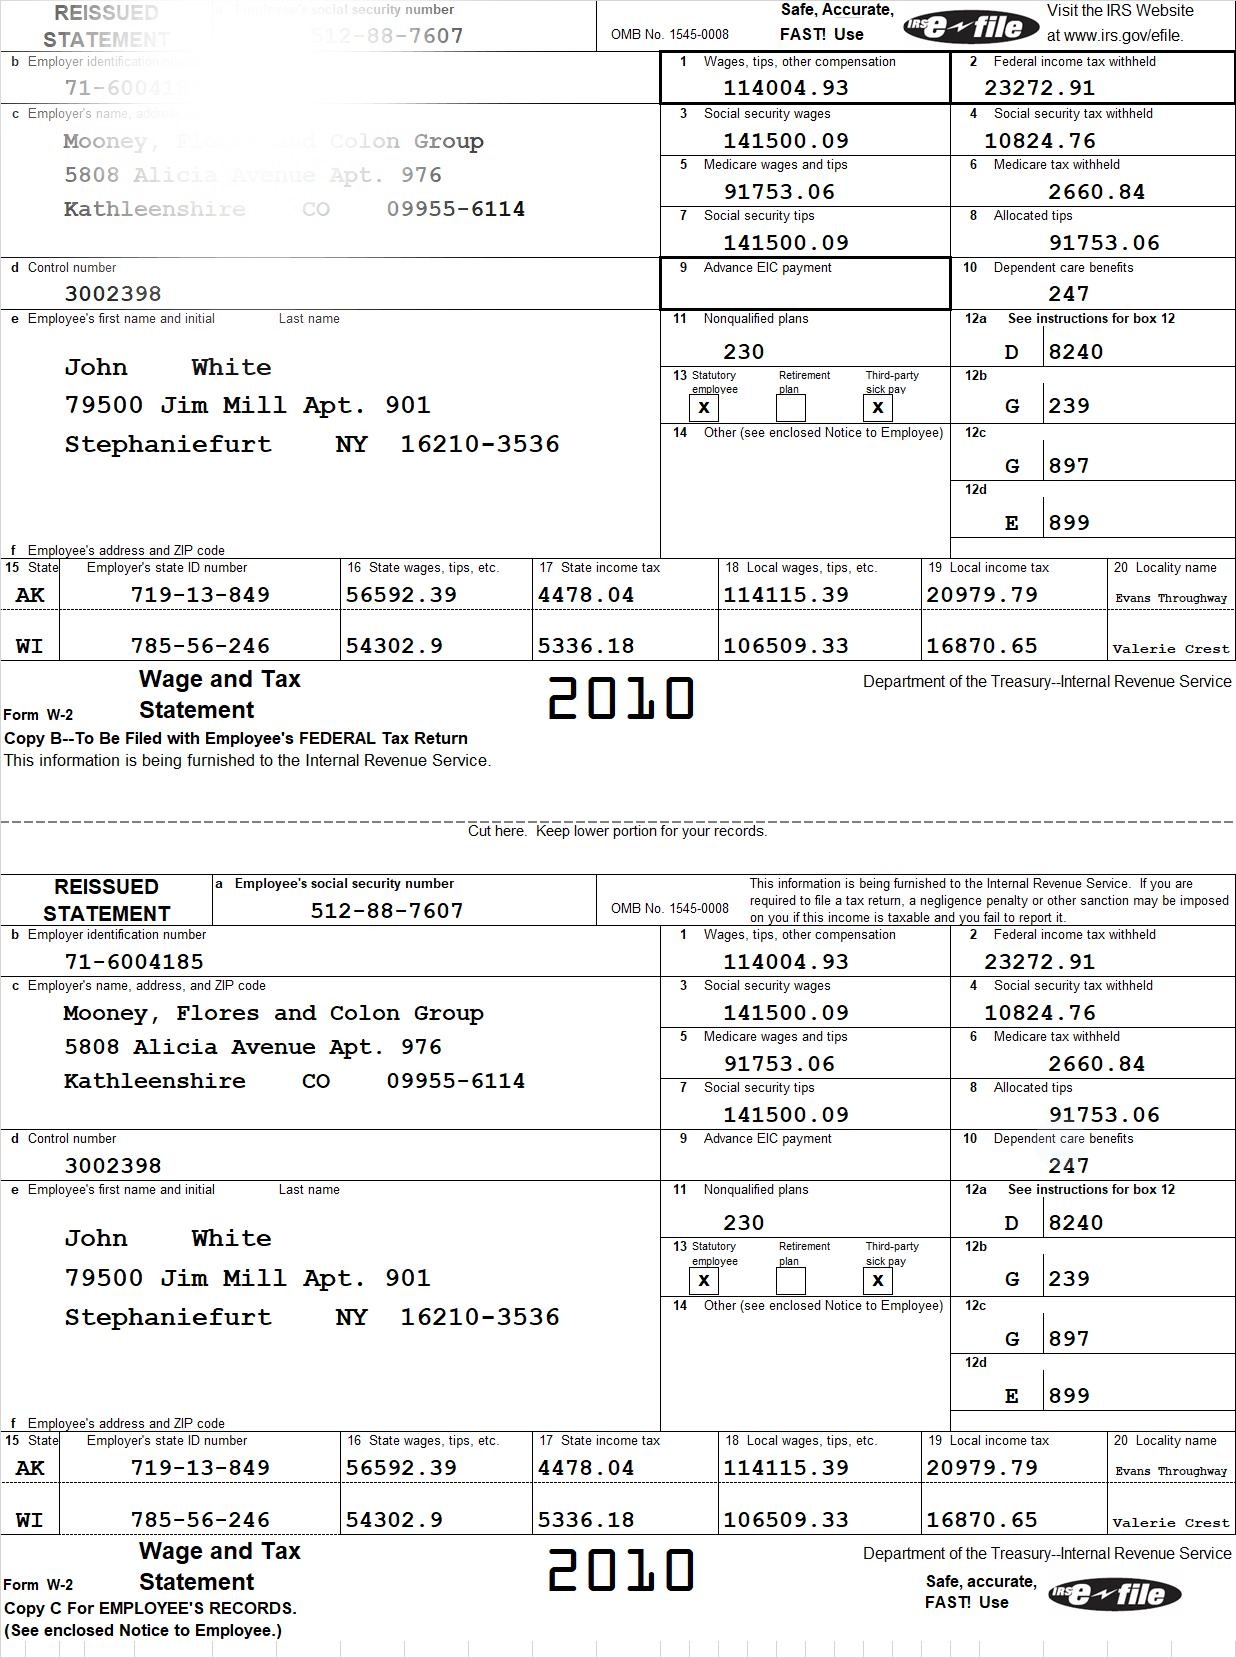 REISSUED a Employee's social security number Safe, Accurate, IRS e-file Visit the IRS Website
STATEMENT 512-88-7607 OMB No. 1545-0008 FAST! Use at www.irs.gov/efile.
b Employer 1 Wages, tips, other compensation 2 Federal income tax withheld
114004.93 23272.91
c Employer's name, 3 Social security wages 4 Social security tax withheld
Mooney, Flores and Colon Group 141500.09 10824.76
5 Medicare wages and tips 6 Medicare tax withheld
5808 Alicia Avenue Apt. 976 91753.06 2660.84
Kathleenshire CO 09955-6114 7 Social security tips 8 Allocated tips
141500.09 91753.06
d Control number 9 Advance EIC payment 10 Dependent care benefits
3002398 247
e Employee's first name and initial Last name 11 Nonqualified plans 12a See instructions for box 12
230 D 8240
John White 13 Statutory employee Retirement plan Third-party sick pay 12b
79500 Jim Mill Apt. 901 X X G 239
14 Other (see enclosed Notice to Employee) 12c
Stephaniefurt NY 16210-3536 G 897
12d
E 899
f Employee's address and ZIP code
15 State Employer's state ID number 16 State wages, tips, etc. 17 State income tax 18 Local wages, tips, etc. 19 Local income tax 20 Locality name
AK 719-13-849 56592.39 4478.04 114115.39 20979.79 Evans Throughway
WI 785-56-246 54302.9 5336.18 106509.33 16870.65 Valerie Crest
Wage and Tax 2010 Department of the Treasury--Internal Revenue Service
Form W-2 Statement
Copy B--To Be Filed with Employee's FEDERAL Tax Return
This information is being furnished to the Internal Revenue Service.
Cut here. Keep lower portion for your records.
REISSUED a Employee's social security number This information is being furnished to the Internal Revenue Service. If you are
STATEMENT 512-88-7607 OMB No. 1545-0008 required to file a tax return, a negligence penalty or other sanction may be imposed
on you if this income is taxable and you fail to report it.
b Employer identification number 1 Wages, tips, other compensation 2 Federal income tax withheld
71-6004185 114004.93 23272.91
c Employer's name, address, and ZIP code 3 Social security wages 4 Social security tax withheld
Mooney, Flores and Colon Group 141500.09 10824.76
5 Medicare wages and tips 6 Medicare tax withheld
5808 Alicia Avenue Apt. 976 91753.06 2660.84
Kathleenshire CO 09955-6114 7 Social security tips 8 Allocated tips
141500.09 91753.06
d Control number 9 Advance EIC payment 10 Dependent care benefits
3002398 247
e Employee's first name and initial Last name 11 Nonqualified plans 12a See instructions for box 12
230 D 8240
John White 13 Statutory employee Retirement plan Third-party sick pay 12b
79500 Jim Mill Apt. 901 X X G 239
14 Other (see enclosed Notice to Employee) 12c
Stephaniefurt NY 16210-3536 G 897
12d
E 899
f Employee's address and ZIP code
15 State Employer's state ID number 16 State wages, tips, etc. 17 State income tax 18 Local wages, tips, etc. 19 Local income tax 20 Locality name
AK 719-13-849 56592.39 4478.04 114115.39 20979.79 Evans Throughway
WI 785-56-246 54302.9 5336.18 106509.33 16870.65 Valerie Crest
Wage and Tax 2010 Department of the Treasury--Internal Revenue Service
Form W-2 Statement Safe, accurate, IRS e-file
FAST! Use
Copy C For EMPLOYEE'S RECORDS.
(See enclosed Notice to Employee.)